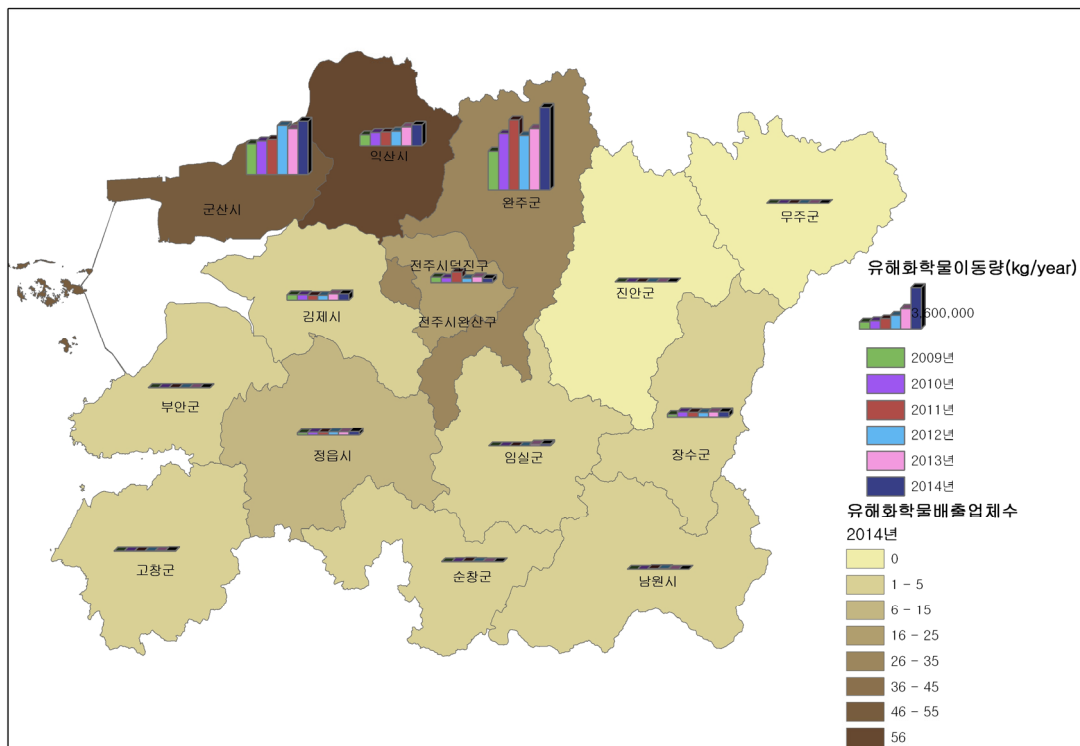 익산시
군산시
완주군
무주군
전주시덕진구
진안군
김제시
전주시완산구
부안군
정읍시
임실군
장수군
고창군
순창군
남원시
유해화학물이동량(kg/year)
3,600,000
2009년
2010년
2011년
2012년
2013년
2014년
유해화학물배출업체수
2014년
0
1 - 5
6 - 15
16 - 25
26 - 35
36 - 45
46 - 55
56